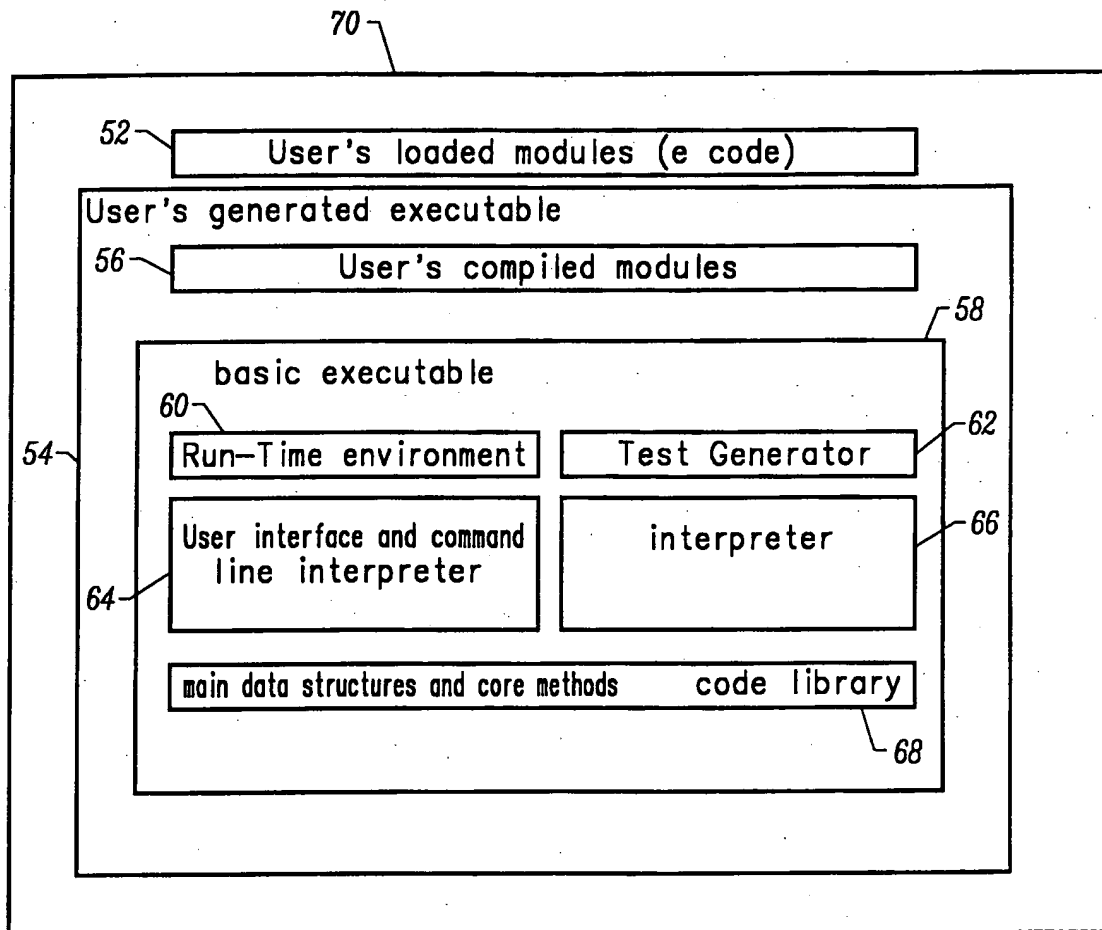 70
52
User's loaded modules (e code)
User's generated executable
56
User's compiled modules
58
basic executable
60
Run-Time environment
Test Generator
62
54
User interface and command
line interpreter
interpreter
66
64
main data structures and core methods code library
68